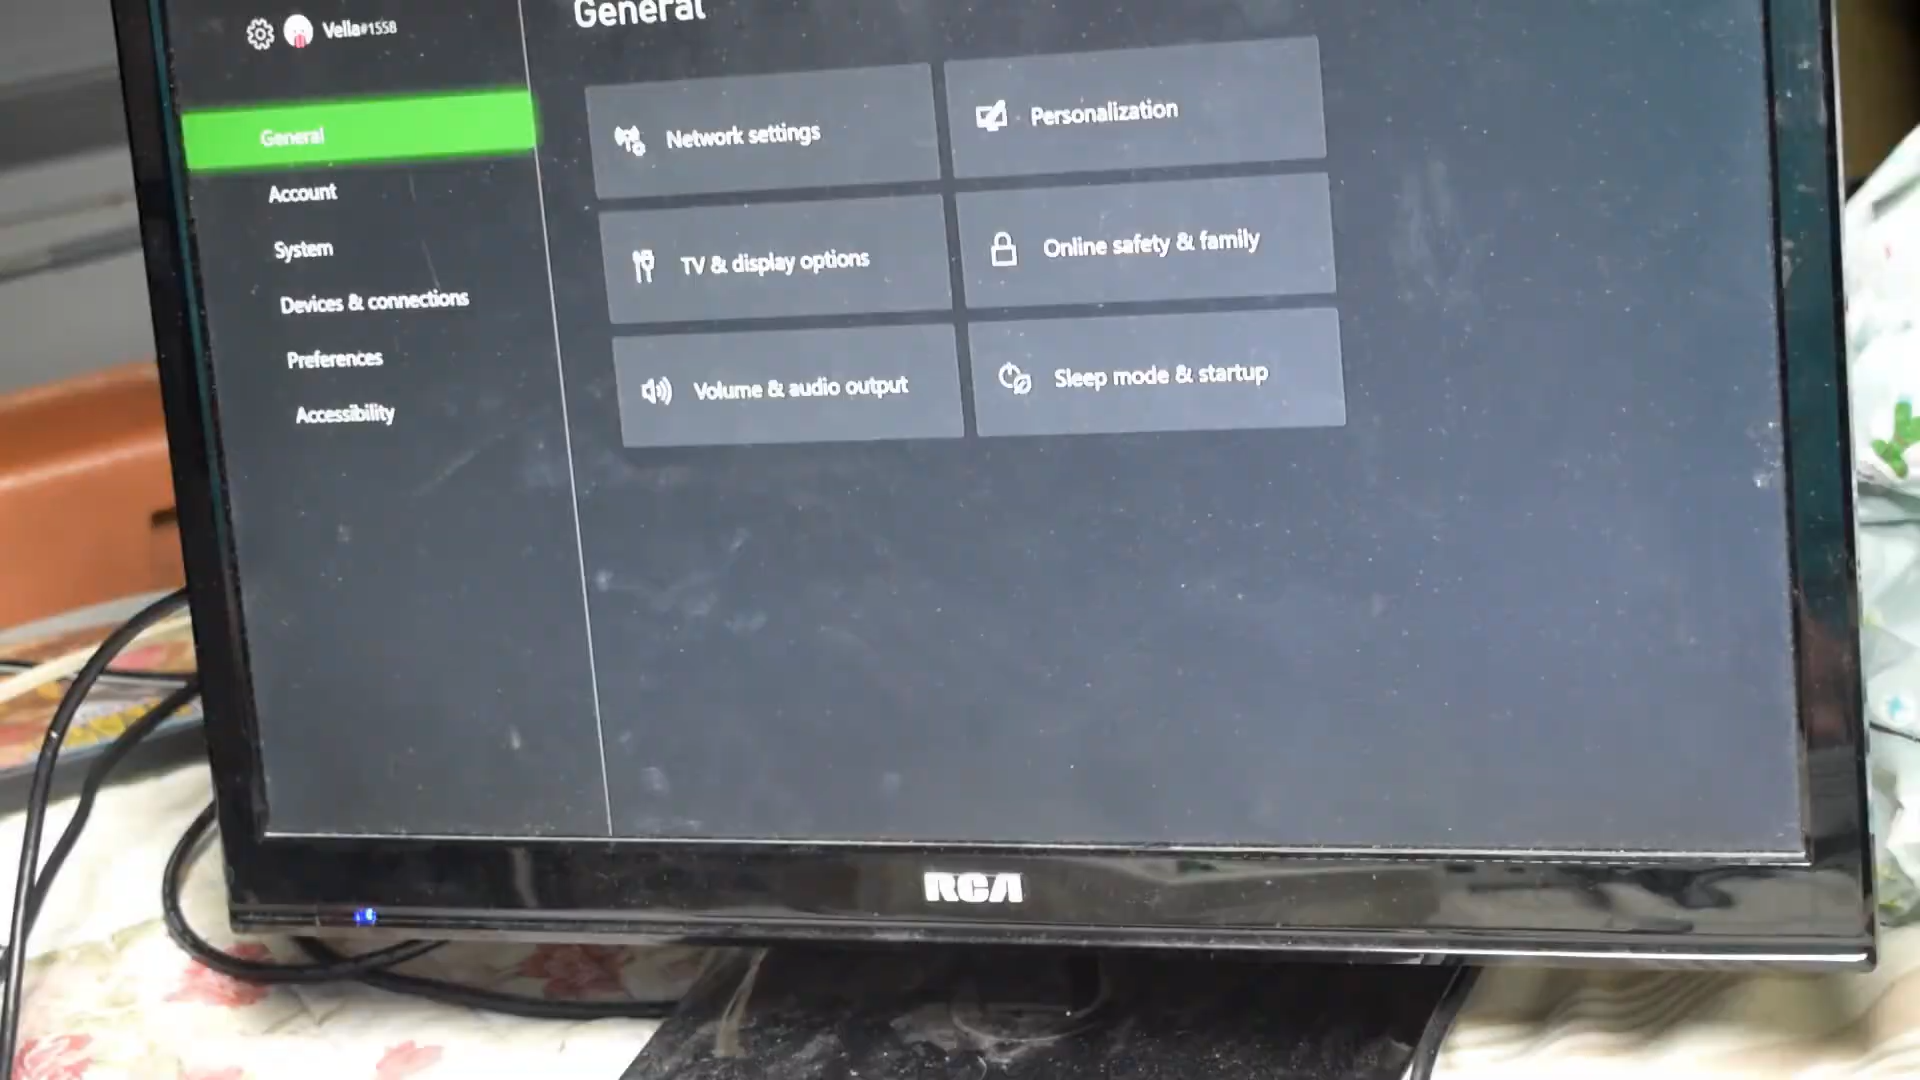 General
Vella#1558
General
Account
System
Devices & connections
Preferences
Accessibility
Network settings
Personalization
TV & display options
Online safety & family
Volume & audio output
Sleep mode & startup
RCA